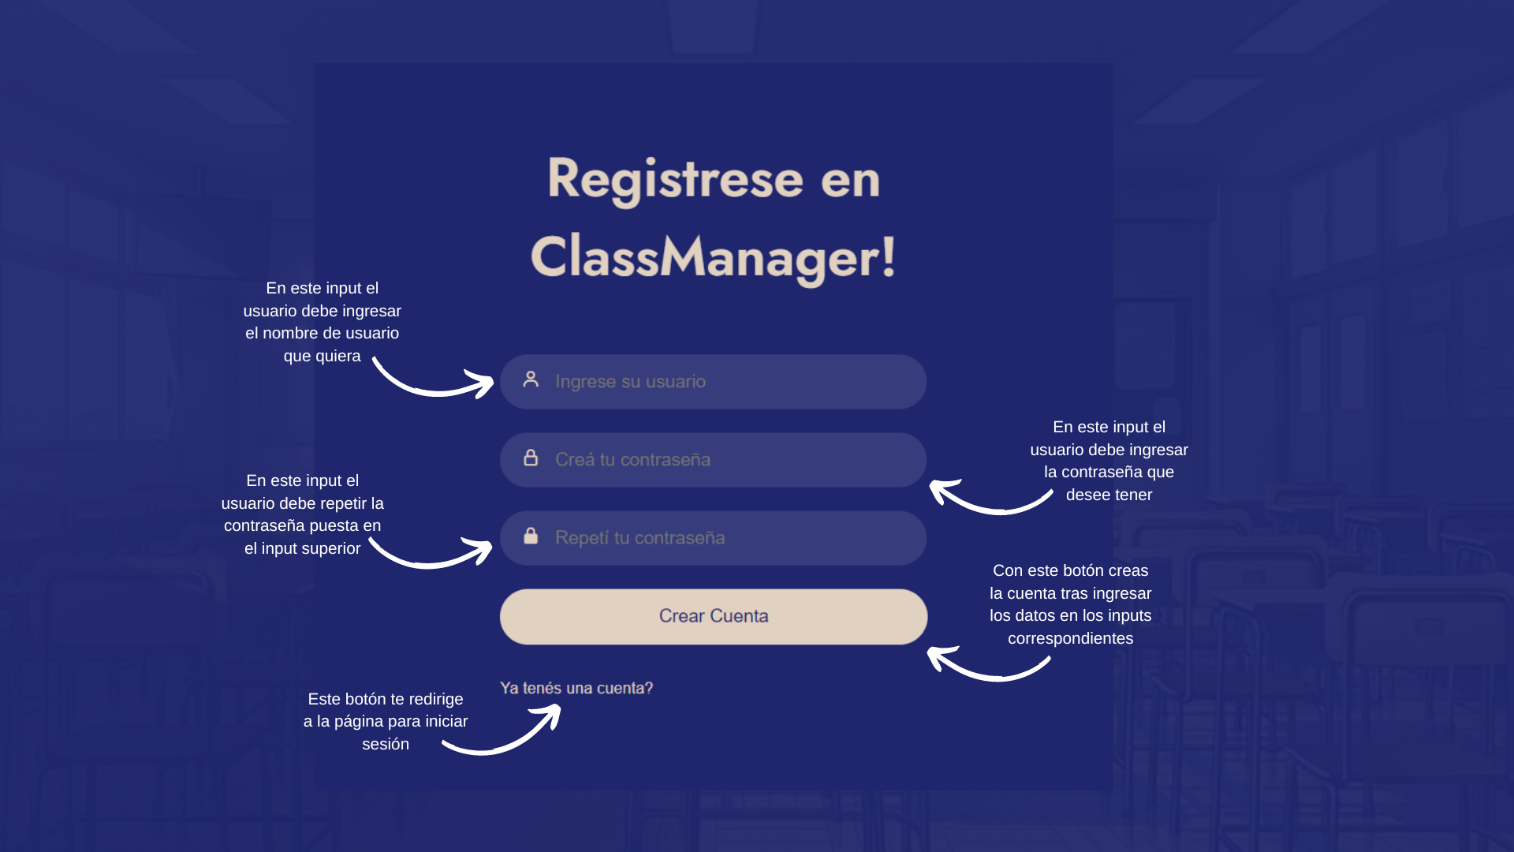 Registrese en
ClassManager!
En este input el
usuario debe ingresar
el nombre de usuario
que quiera
Ingrese su usuario
Creá tu contraseña
En este input el
usuario debe ingresar
la contraseña que
desee tener
En este input el
usuario debe repetir la
contraseña puesta en
el input superior
Repetí tu contraseña
Crear Cuenta
Con este botón creas
la cuenta tras ingresar
los datos en los inputs
correspondientes
Ya tenés una cuenta?
Este botón te redirige
a la página para iniciar
sesión